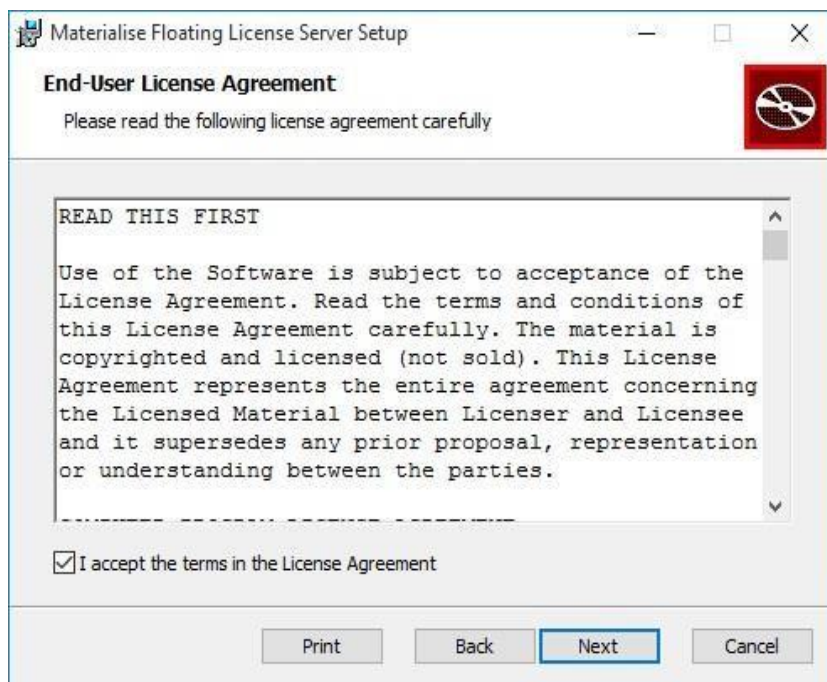 Materialise Floating License Server Setup
End-User License Agreement
Please read the following license agreement carefully
READ THIS FIRST
Use of the Software is subject to acceptance of the
License Agreement. Read the terms and conditions of
this License Agreement carefully. The material is
copyrighted and licensed (not sold). This License
Agreement represents the entire agreement concerning
the Licensed Material between Licenser and Licensee
and it supersedes any prior proposal, representation
or understanding between the parties.
I accept the terms in the License Agreement
Print Back Next Cancel